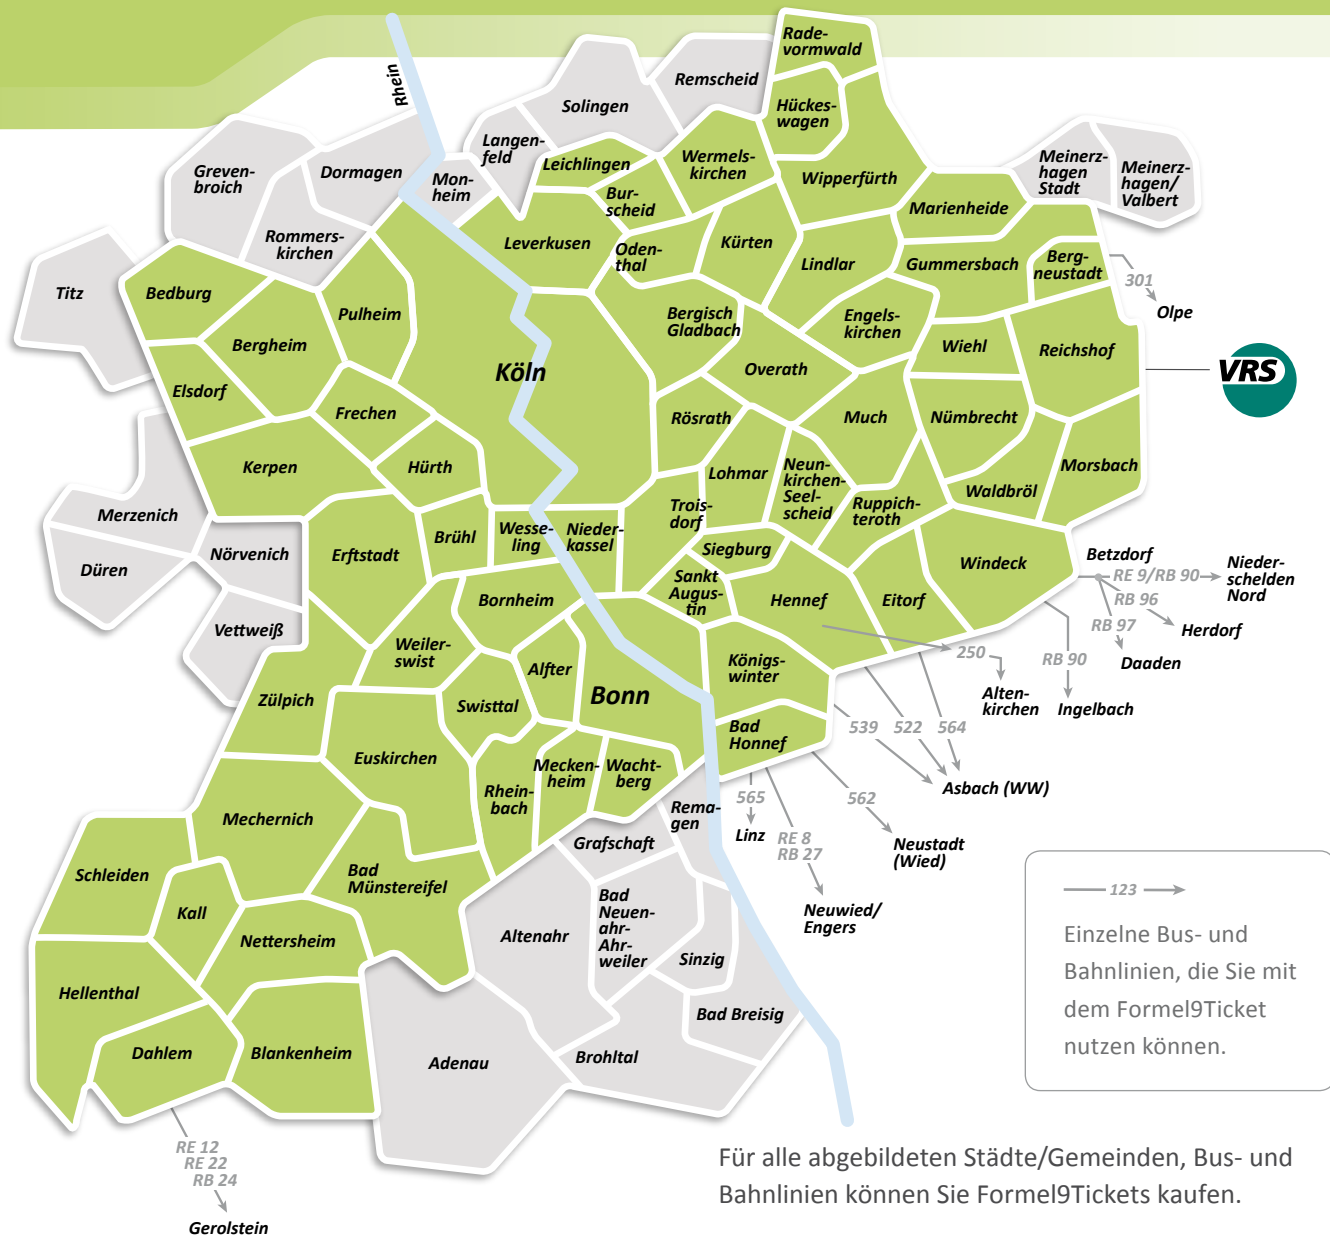 Rade-
vormwald
Rhein
Remscheid
Solingen
Hückes-
wagen
Langen-
feld
Leichlingen
Wermels-
kirchen
Meinerz-
hagen
Stadt
Meinerz-
hagen/
Valbert
Greven-
broich
Dormagen
Mon-
heim
Bur-
scheid
Wipperfürth
Marienheide
Rommers-
kirchen
Leverkusen
Oden-
thal
Kürten
Lindlar
Gummersbach
Berg-
neustadt
301
Olpe
Titz
Bedburg
Pulheim
Bergheim
Bergisch
Gladbach
Engels-
kirchen
Wiehl
Reichshof
VRS
Köln
Overath
Elsdorf
Frechen
Rösrath
Much
Nümbrecht
Kerpen
Hürth
Lohmar
Neun-
kirchen-
Seel-
scheid
Morsbach
Waldbröl
Merzenich
Trois-
dorf
Ruppich-
teroth
Nörvenich
Erftstadt
Brühl
Wesse-
ling
Nieder-
kassel
Siegburg
Windeck
Betzdorf
Düren
RE 9/RB 90
Nieder-
schelden
Nord
Sankt
Augus-
tin
Bornheim
Hennef
Eitorf
RB 96
Herdorf
RB 97
Daaden
Vettweiß
Weiler-
swist
Alfter
Königs-
winter
250
Alten-
kirchen
RB 90
Ingelbach
Zülpich
Swisttal
Bonn
Bad
Honnef
539
522
564
Euskirchen
Mecken-
heim
Wacht-
berg
Rhein-
bach
Asbach (WW)
565
Linz
562
Neustadt
(Wied)
Rema-
gen
RE 8
RB 27
Neuwied/
Engers
Mechernich
Grafschaft
Schleiden
Bad
Münstereifel
Kall
Bad
Neuen-
ahr-
Ahr-
weiler
Altenahr
Nettersheim
Sinzig
Hellenthal
Bad Breisig
Dahlem
Blankenheim
Adenau
Brohltal
RE 12
RE 22
RB 24
Gerolstein
123
Einzelne Bus- und
Bahnlinien, die Sie mit
dem Formel9Ticket
nutzen können.
Für alle abgebildeten Städte/Gemeinden, Bus- und
Bahnlinien können Sie Formel9Tickets kaufen.